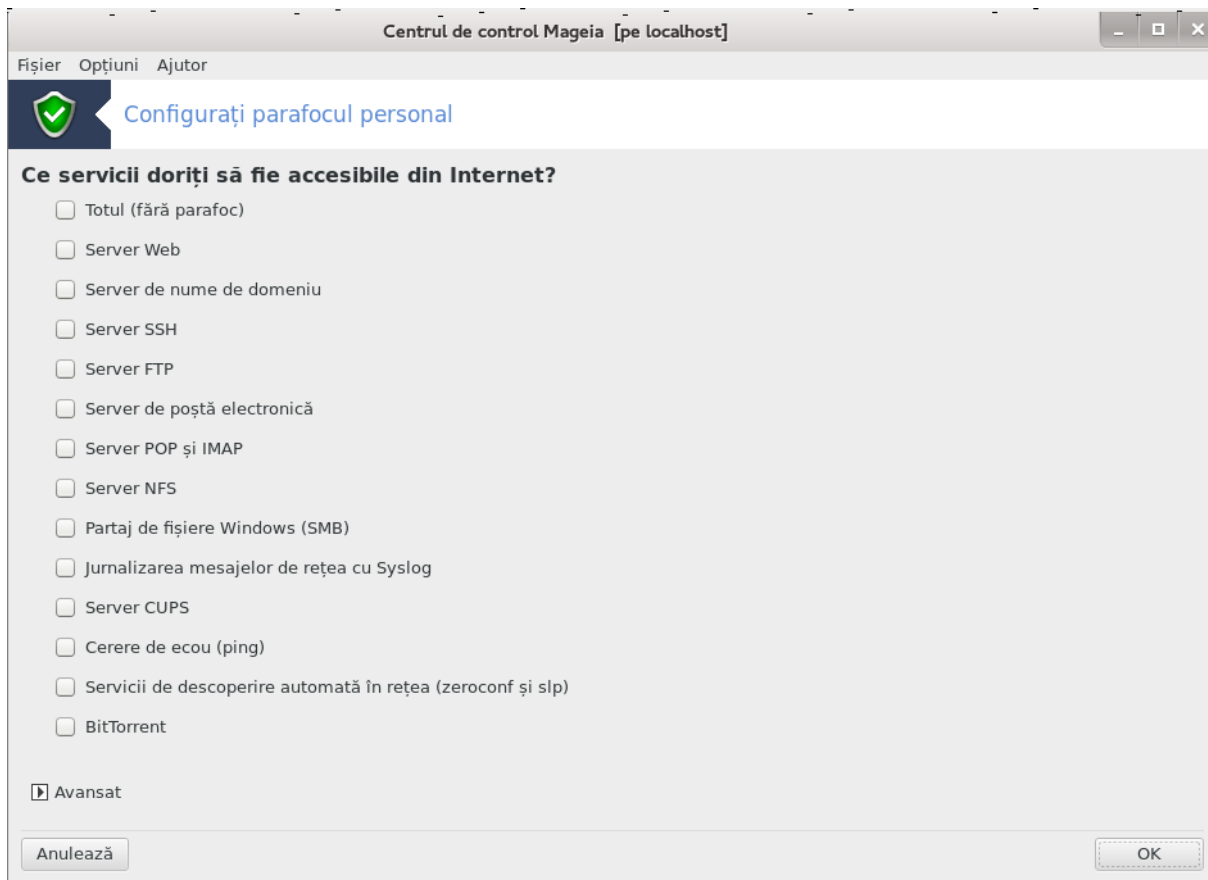 Centrul de control Mageia [pe localhost]
Fișier Opțiuni Ajutor
Configurați parafocul personal
Ce servicii doriți să fie accesibile din Internet?
Totul (fără parafoc)
Server Web
Server de nume de domeniu
Server SSH
Server FTP
Server de poștă electronică
Server POP și IMAP
Server NFS
Partaj de fișiere Windows (SMB)
Jurnalizarea mesajelor de rețea cu Syslog
Server CUPS
Cerere de ecou (ping)
Servicii de descoperire automată în rețea (zeroconf și slp)
BitTorrent
Avansat
Anulează OK